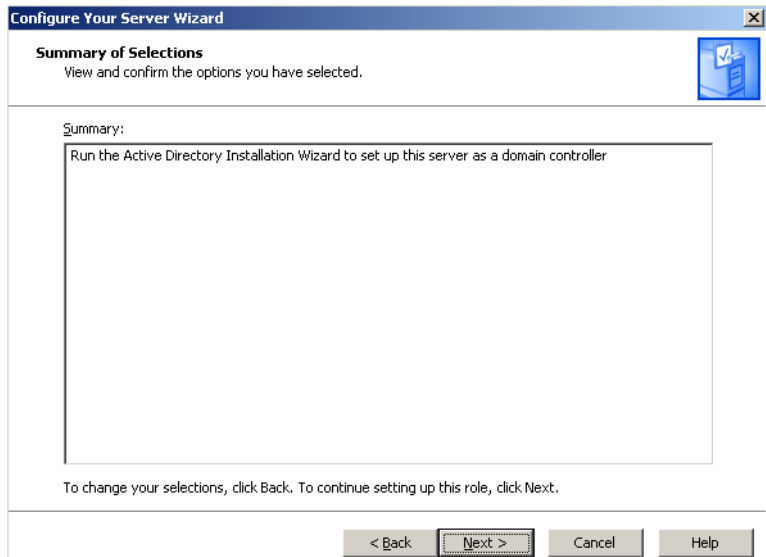 Configure Your Server Wizard
Summary of Selections
View and confirm the options you have selected.
Summary:
Run the Active Directory Installation Wizard to set up this server as a domain controller
To change your selections, click Back. To continue setting up this role, click Next.
< Back Next > Cancel Help